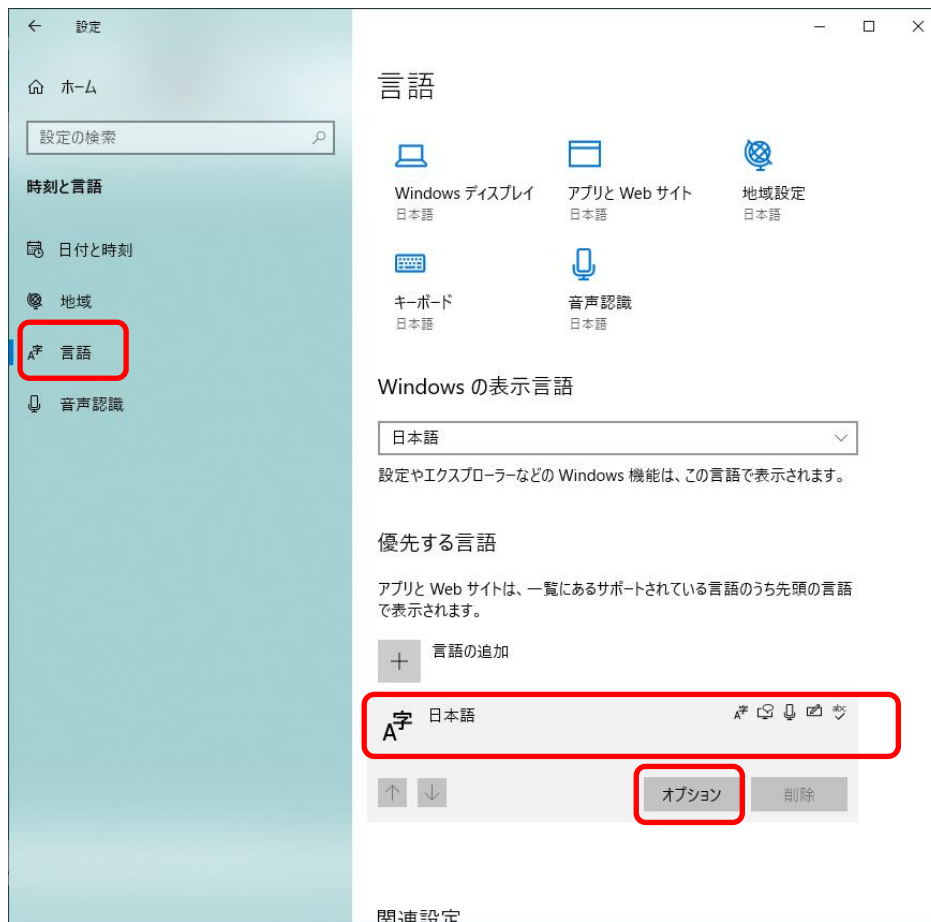 設定
ホーム
設定の検索
時刻と言語
日付と時刻
地域
言語
音声認識
言語
Windows ディスプレイ
日本語
アプリと Web サイト
日本語
地域設定
日本語
キーボード
日本語
音声認識
日本語
Windows の表示言語
日本語
設定やエクスプローラーなどの Windows 機能は、この言語で表示されます。
優先する言語
アプリと Web サイトは、一覧にあるサポートされている言語のうち先頭の言語
で表示されます。
言語の追加
日本語
オプション
削除
関連設定